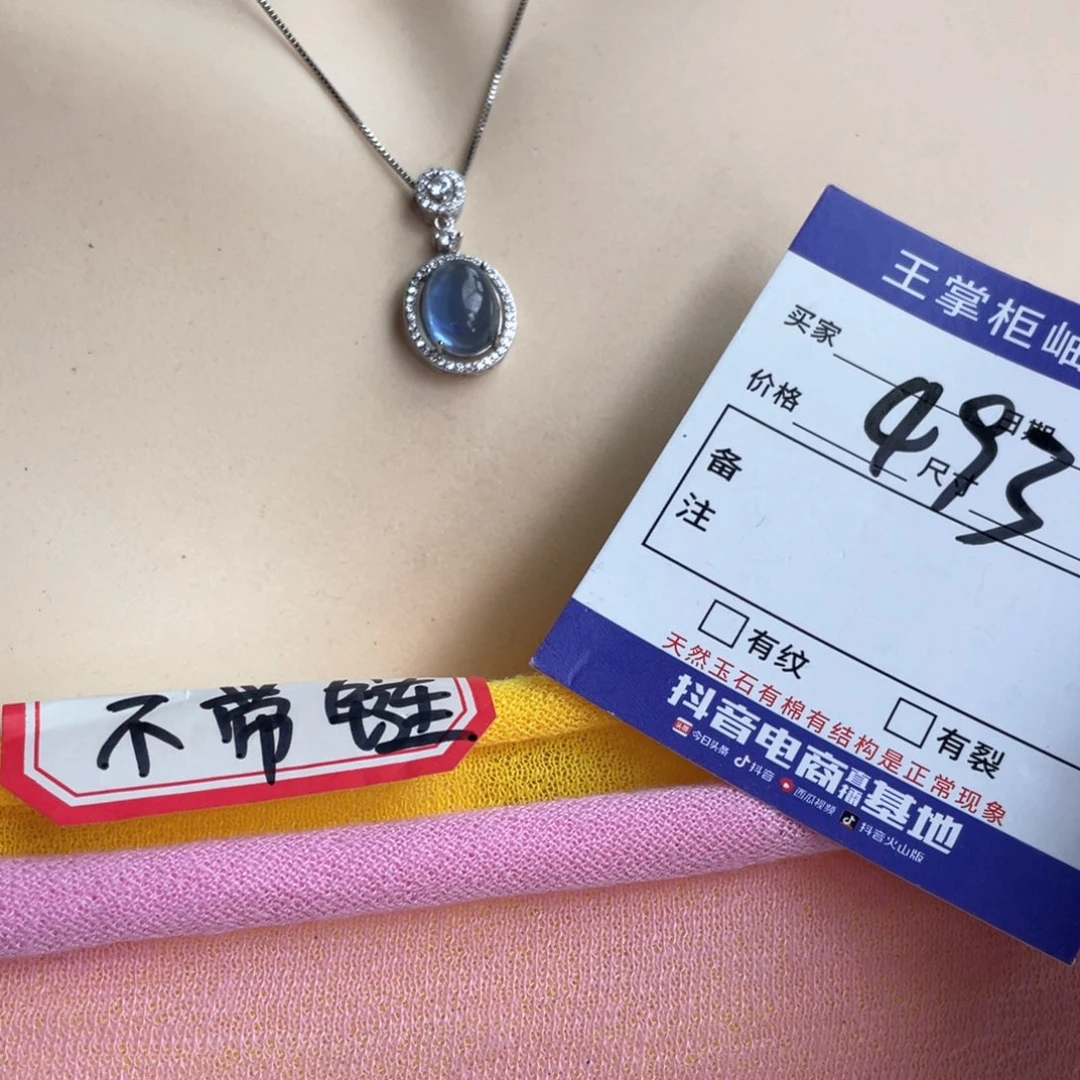 王掌柜岫
买家
日期
价格
尺寸
493
备
注
有纹
有裂
天然玉石有棉有结构是正常现象
抖音电商直播基地
头条 今日头条 抖音 西瓜视频 抖音火山版
不带链